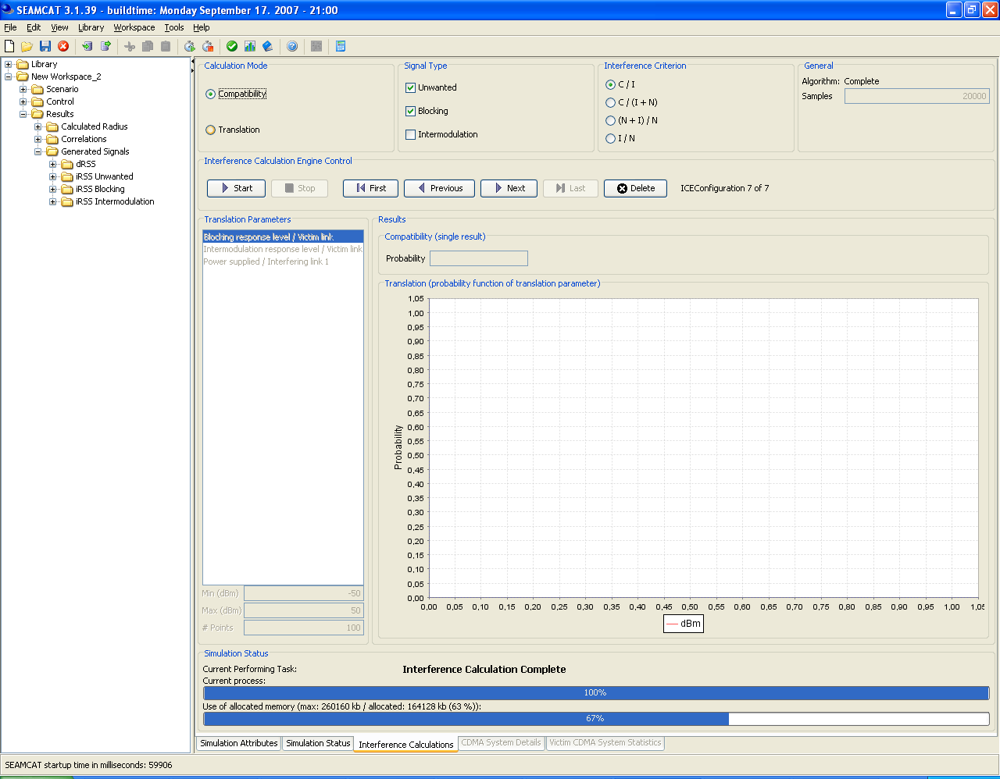 SEAMCAT 3.1.39 - buildtime: Monday September 17. 2007 - 21:00
File Edit View Library Workspace Tools Help
Library
New Workspace_2
Scenario
Control
Results
Calculated Radius
Correlations
Generated Signals
dRSS
iRSS Unwanted
iRSS Blocking
iRSS Intermodulation
Calculation Mode
Compatibility
Translation
Signal Type
Unwanted
Blocking
Intermodulation
Interference Criterion
C / I
C / (I + N)
(N + I) / N
I / N
General
Algorithm: Complete
Samples 20000
Interference Calculation Engine Control
Start Stop First Previous Next Last Delete ICEConfiguration 7 of 7
Translation Parameters
Blocking response level / Victim link
Intermodulation response level / Victim link
Power supplied / Interfering link 1
Min (dBm) -50
Max (dBm) 50
# Points 100
Results
Compatibility (single result)
Probability
Translation (probability function of translation parameter)
Probability
1,05
1,00
0,95
0,90
0,85
0,80
0,75
0,70
0,65
0,60
0,55
0,50
0,45
0,40
0,35
0,30
0,25
0,20
0,15
0,10
0,05
0,00
0,00 0,05 0,10 0,15 0,20 0,25 0,30 0,35 0,40 0,45 0,50 0,55 0,60 0,65 0,70 0,75 0,80 0,85 0,90 0,95 1,00 1,05
dBm
Simulation Status
Current Performing Task: Interference Calculation Complete
Current process:
100%
Use of allocated memory (max: 260160 kb / allocated: 164128 kb (63 %)):
67%
Simulation Attributes Simulation Status Interference Calculations CDMA System Details Victim CDMA System Statistics
SEAMCAT startup time in milliseconds: 59906